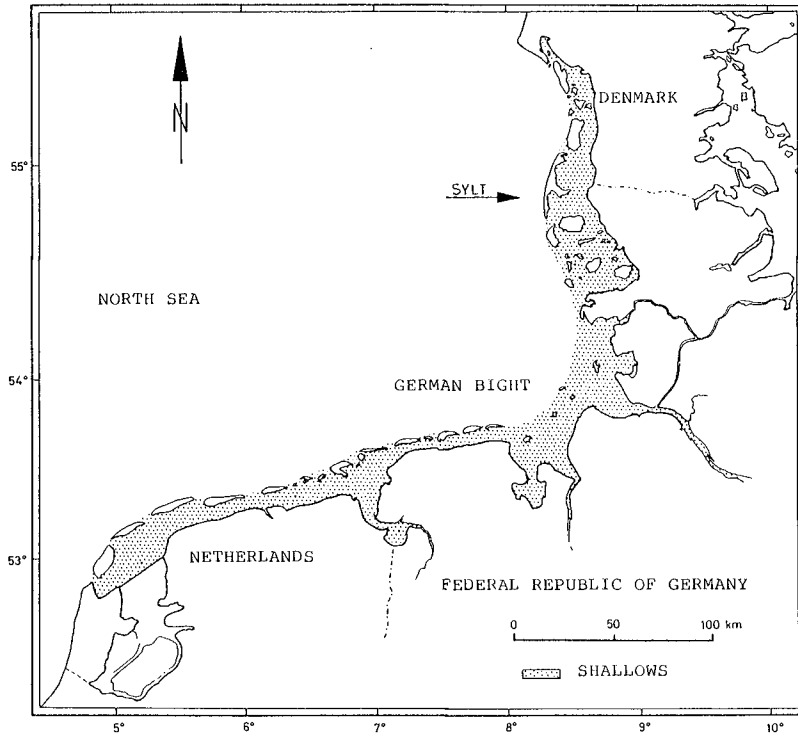 N
DENMARK
55°
SYLT
NORTH SEA
54°
GERMAN BIGHT
53°
NETHERLANDS
FEDERAL REPUBLIC OF GERMANY
0 50 100 km
SHALLOWS
5° 6° 7° 8° 9° 10°